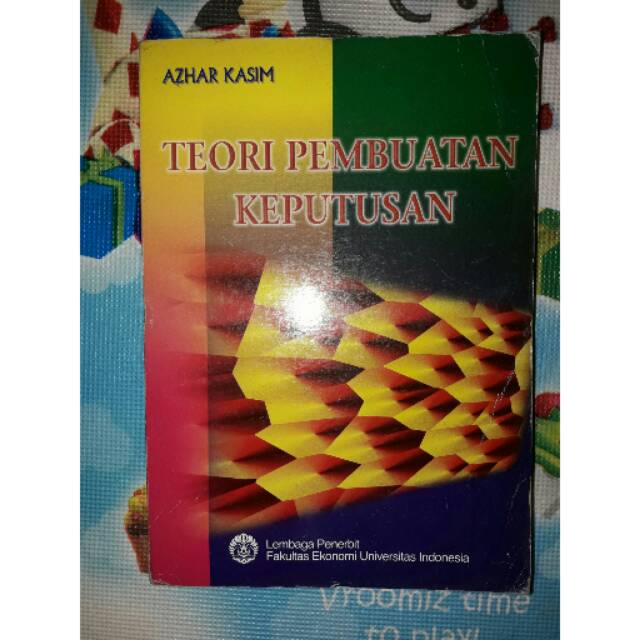 AZHAR KASIM
TEORI PEMBUATAN
KEPUTUSAN
Lembaga Penerbit
Fakultas Ekonomi Universitas Indonesia
vroomiz time
to play!